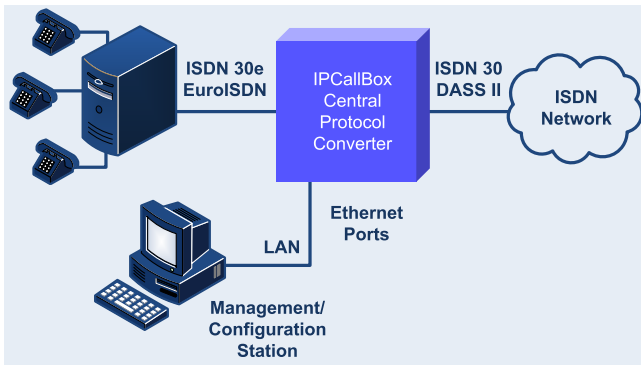 ISDN 30e
EuroISDN
IPCallBox
Central
Protocol
Converter
ISDN 30
DASS II
ISDN
Network
Ethernet
Ports
LAN
Management/
Configuration
Station